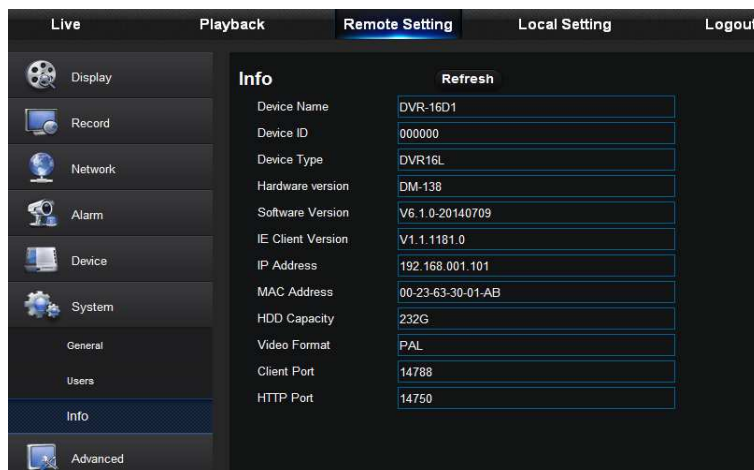 Live Playback Remote Setting Local Setting Logout
Display
Record
Network
Alarm
Device
System
General
Users
Info
Advanced
Info Refresh
Device Name DVR-16D1
Device ID 000000
Device Type DVR16L
Hardware version DM-138
Software Version V6.1.0-20140709
IE Client Version V1.1.1181.0
IP Address 192.168.001.101
MAC Address 00-23-63-30-01-AB
HDD Capacity 232G
Video Format PAL
Client Port 14788
HTTP Port 14750